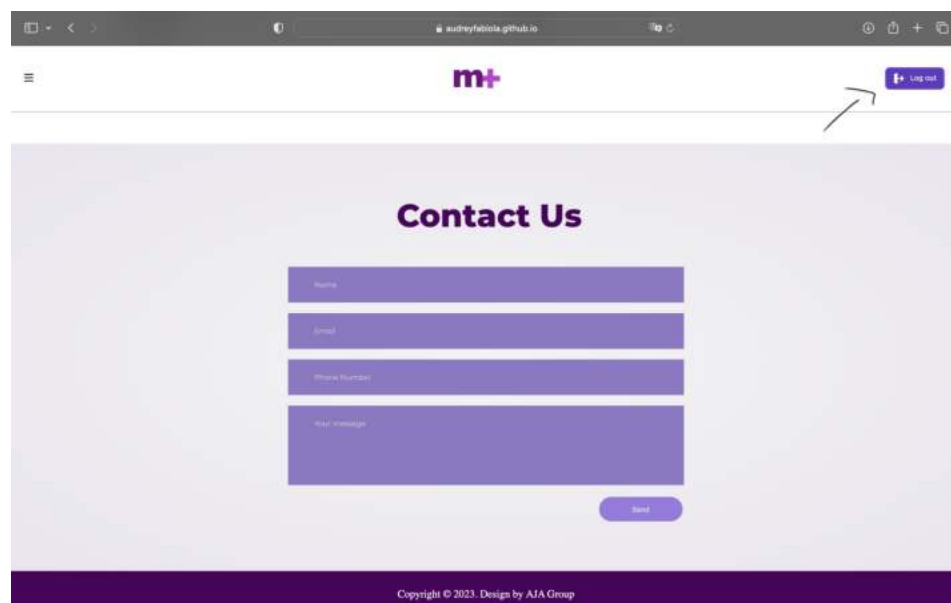 audreyfabiola.github.io
m+
Log out
Contact Us
Name
Email
Phone Number
Your message
Send
Copyright © 2023. Design by AJA Group